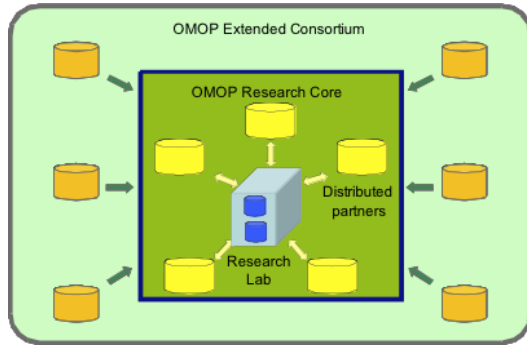 OMOP Extended Consortium
OMOP Research Core
Distributed
partners
Research
Lab